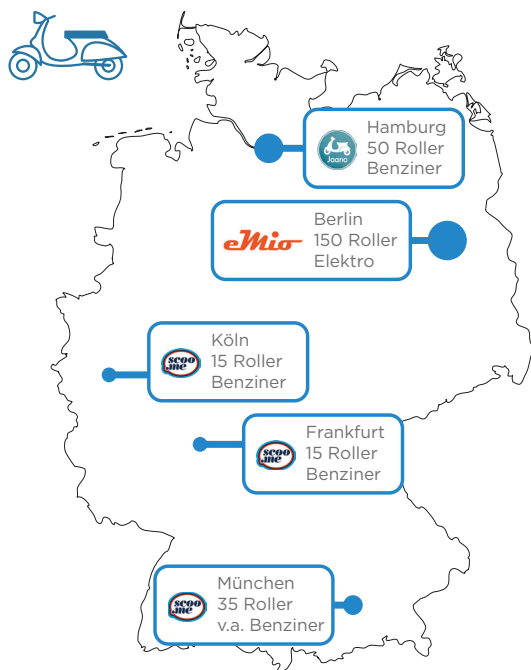 Jaano
Hamburg
50 Roller
Benziner
eMio
Berlin
150 Roller
Elektro
scoo
me
Köln
15 Roller
Benziner
scoo
me
Frankfurt
15 Roller
Benziner
scoo
me
München
35 Roller
v.a. Benziner